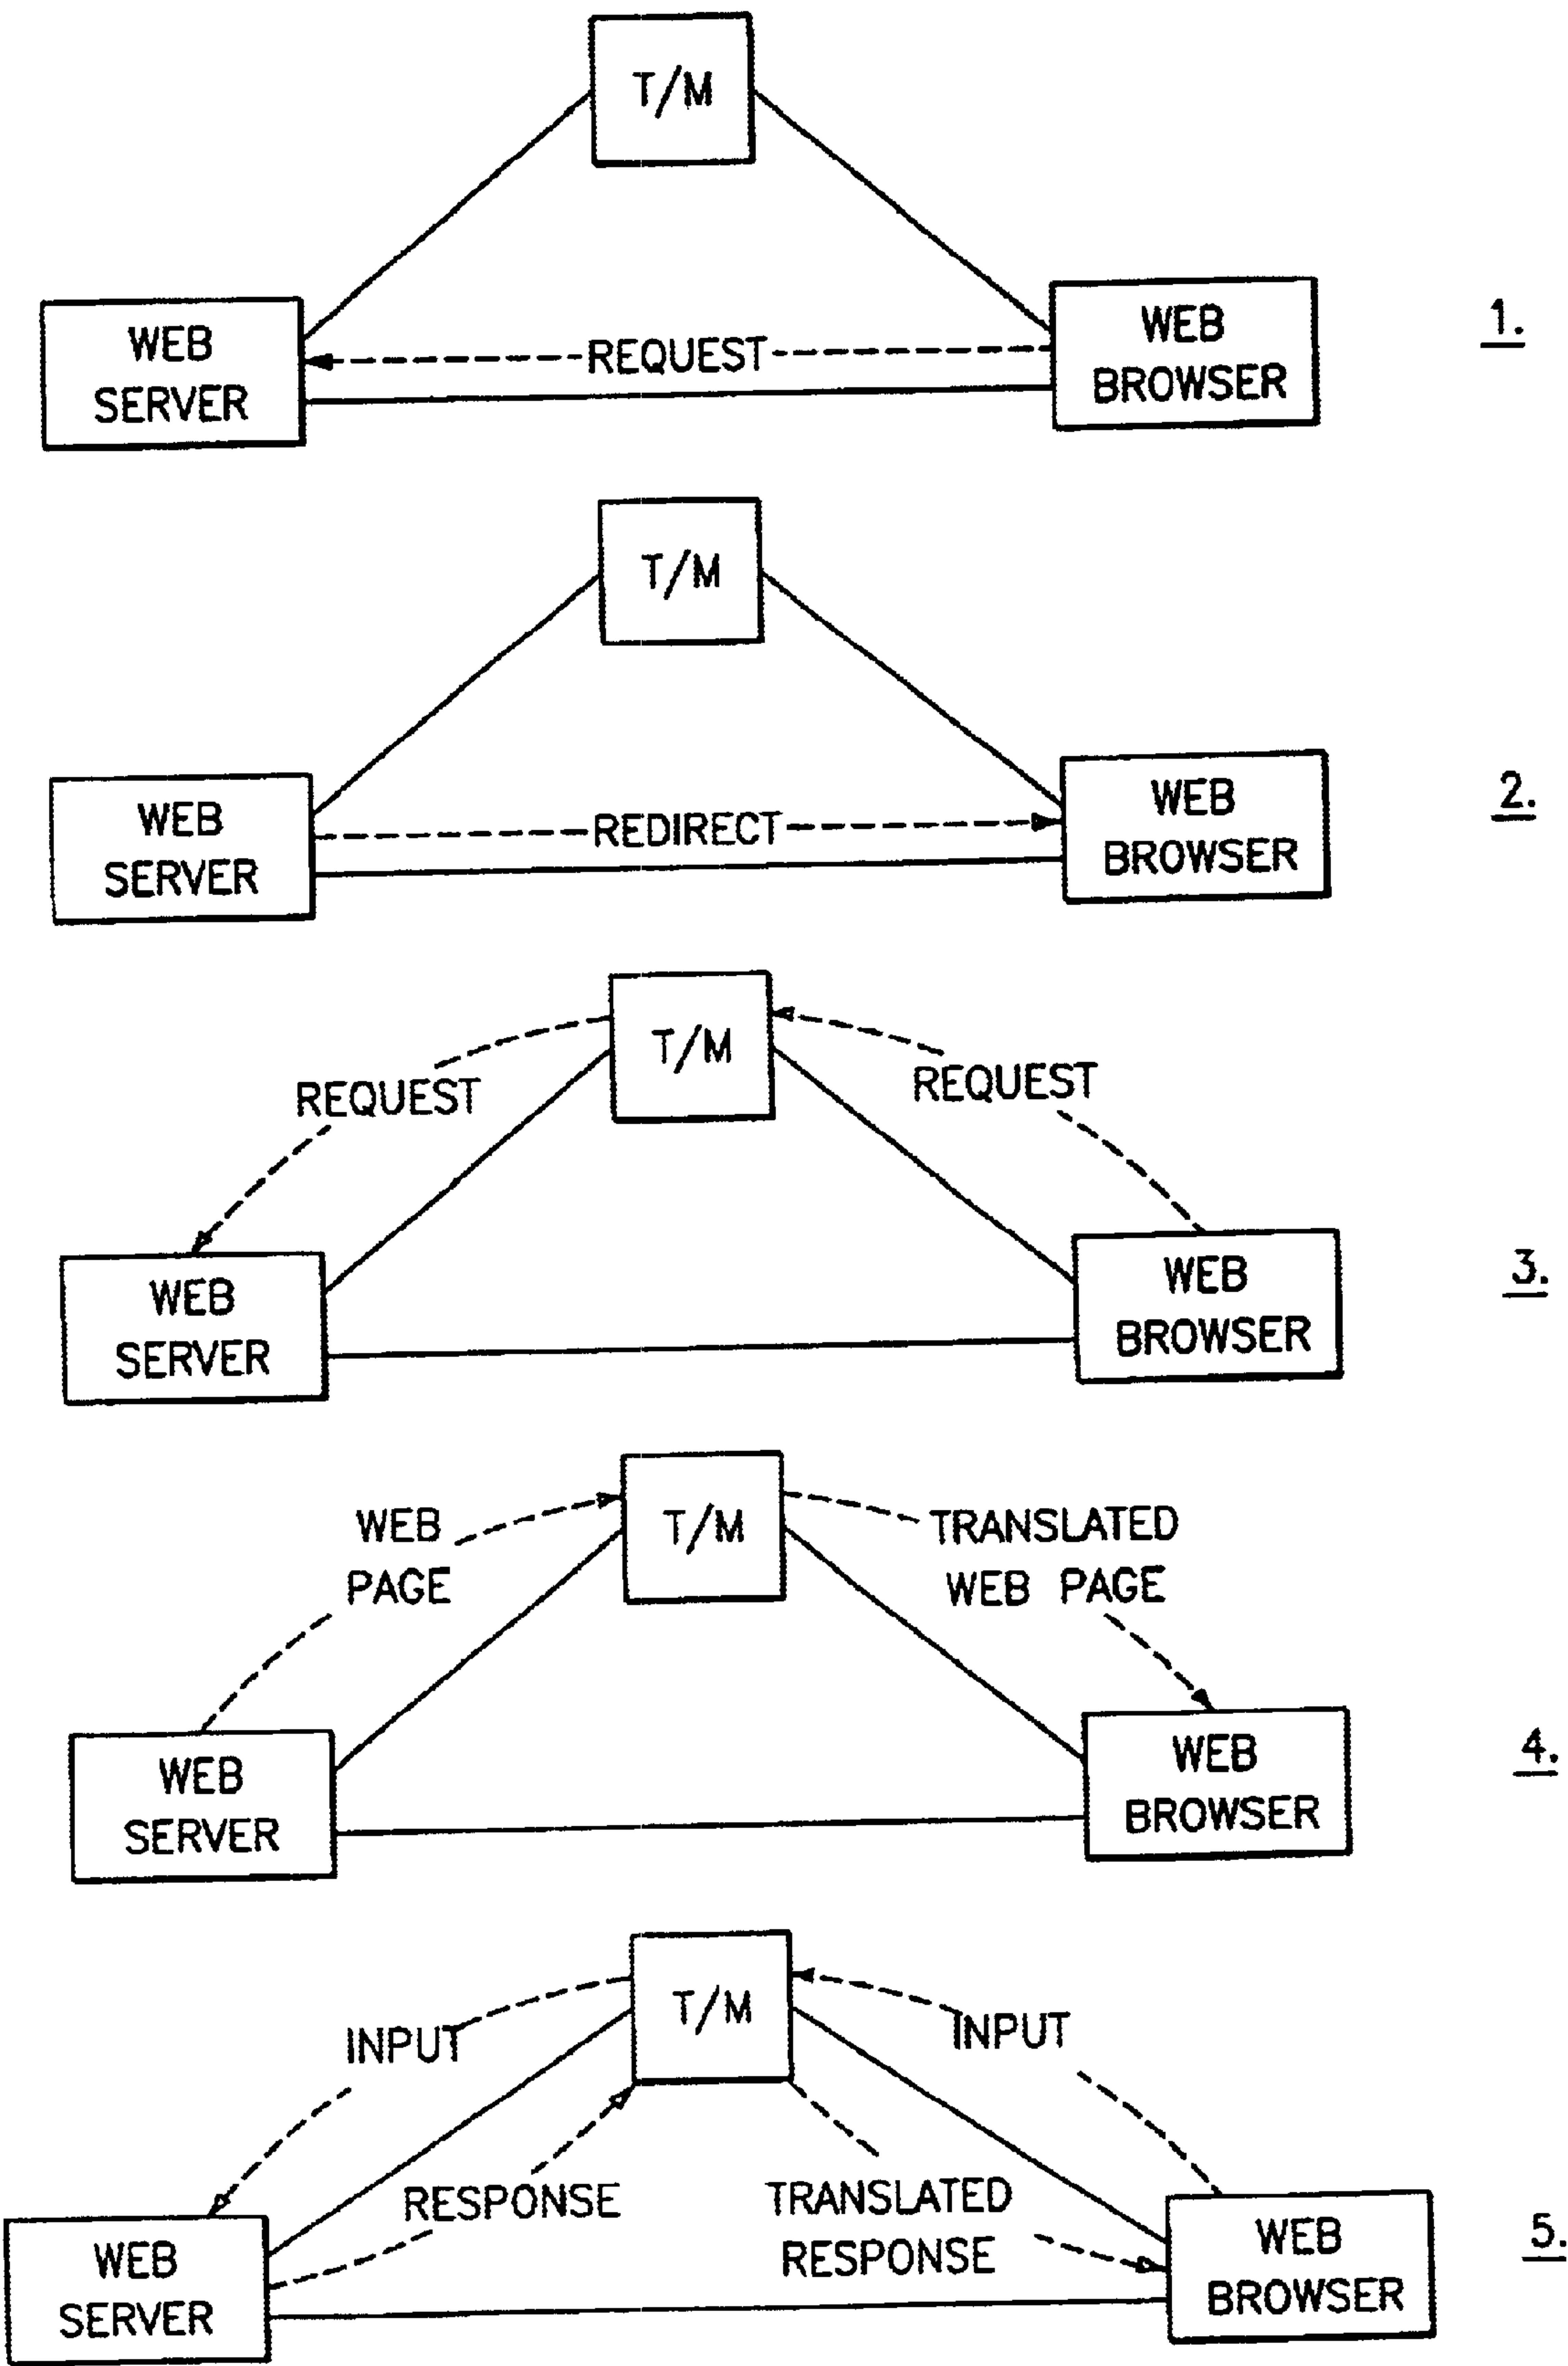 T/M
WEB
SERVER
REQUEST
WEB
BROWSER
1.
T/M
WEB
SERVER
REDIRECT
WEB
BROWSER
2.
T/M
REQUEST
REQUEST
WEB
SERVER
WEB
BROWSER
3.
T/M
WEB
PAGE
TRANSLATED
WEB PAGE
WEB
SERVER
WEB
BROWSER
4.
T/M
INPUT
INPUT
RESPONSE
TRANSLATED
RESPONSE
WEB
SERVER
WEB
BROWSER
5.